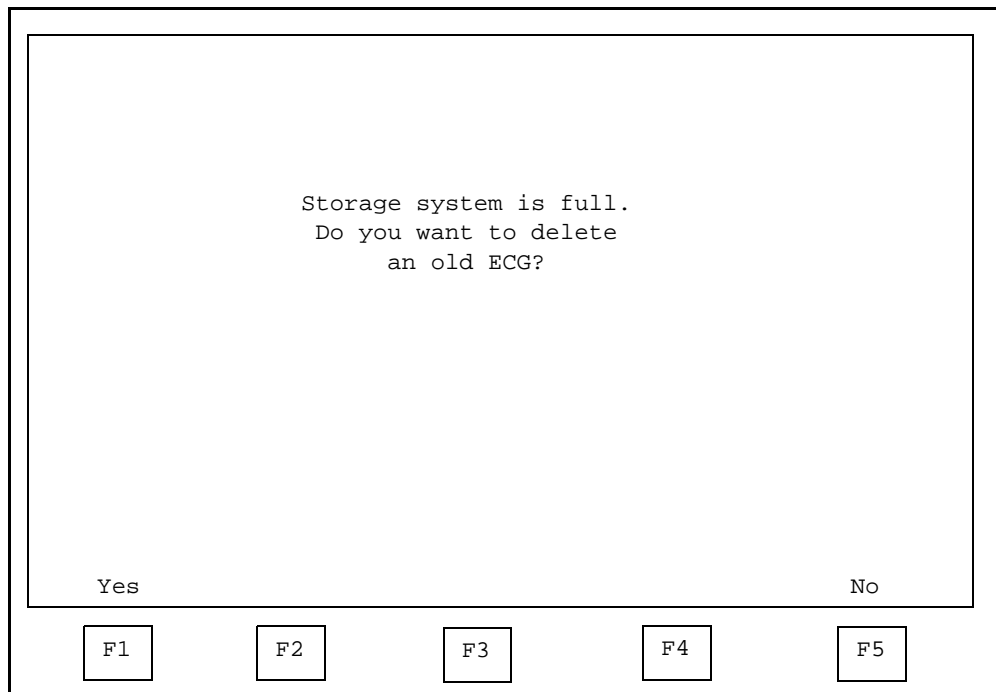 Storage system is full.
Do you want to delete
an old ECG?
Yes No
F1 F2 F3 F4 F5